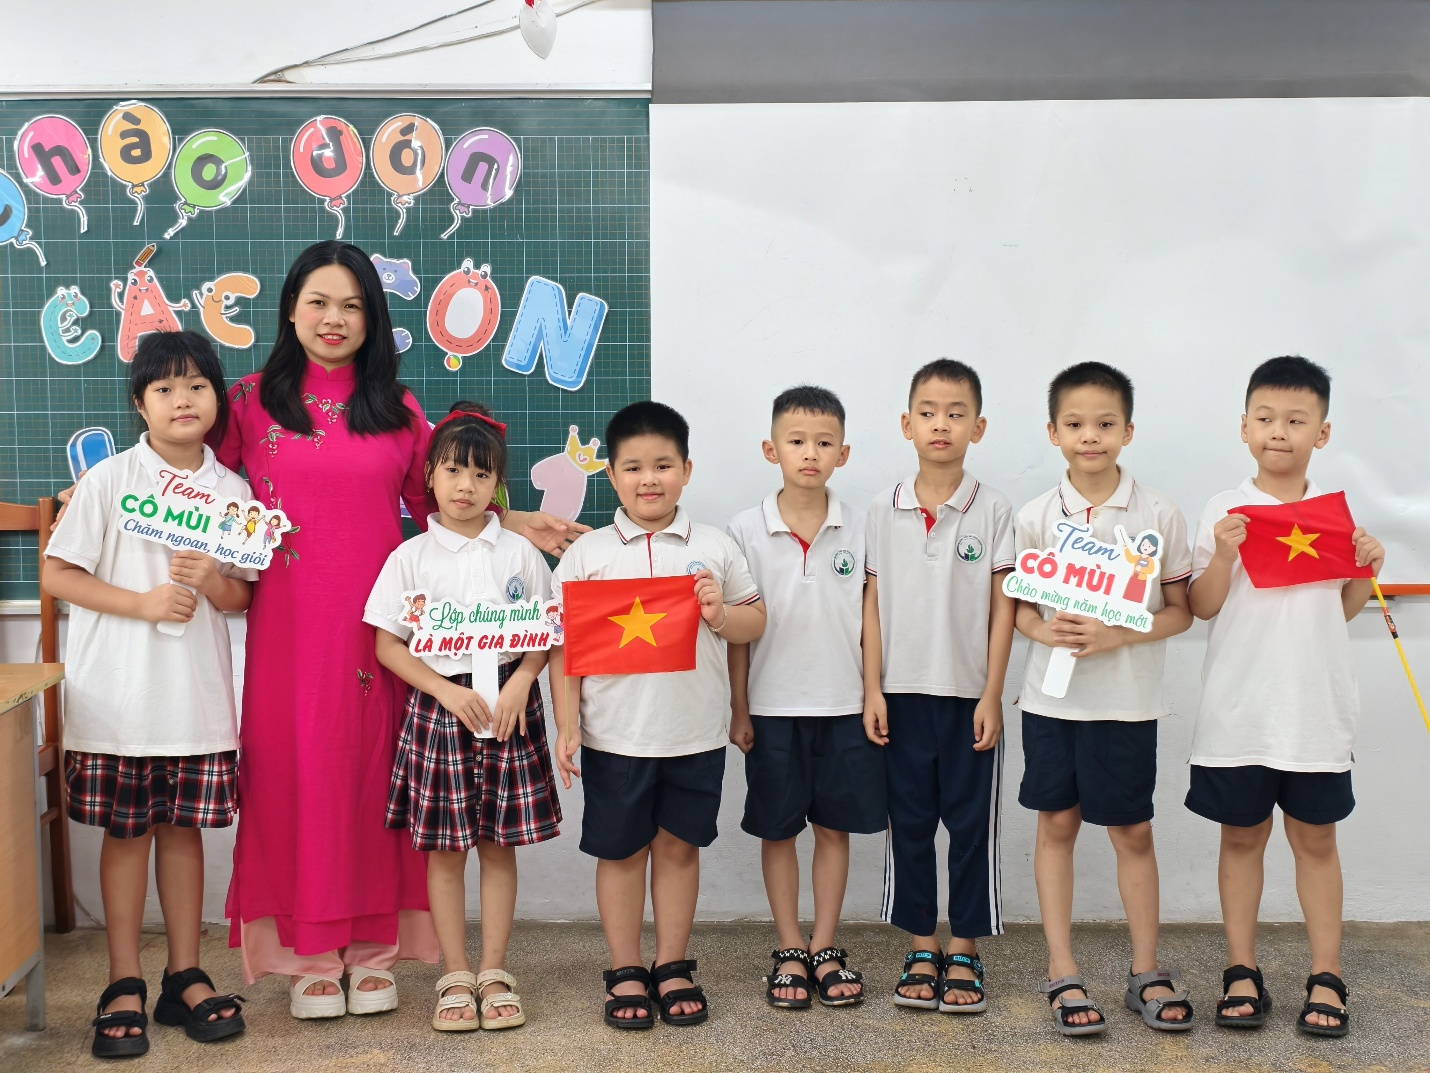 hào đón
CÁC CON
Team
CÔ MÙI
Chăm ngoan, học giỏi
Lớp chúng mình
LÀ MỘT GIA ĐÌNH
Team
CÔ MÙI
Chào mừng năm học mới